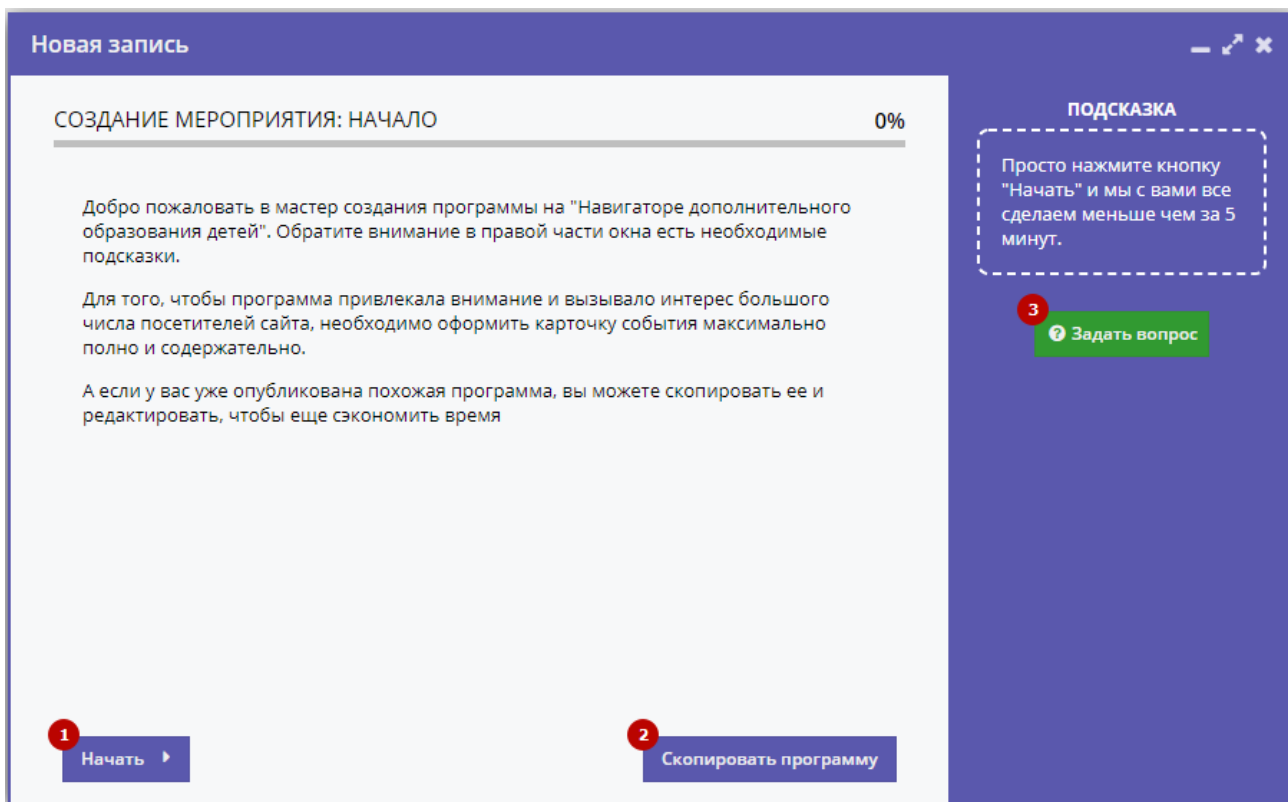 Новая запись
СОЗДАНИЕ МЕРОПРИЯТИЯ: НАЧАЛО 0%
Добро пожаловать в мастер создания программы на "Навигаторе дополнительного
образования детей". Обратите внимание в правой части окна есть необходимые
подсказки.
Для того, чтобы программа привлекала внимание и вызывало интерес большого
числа посетителей сайта, необходимо оформить карточку события максимально
полно и содержательно.
А если у вас уже опубликована похожая программа, вы можете скопировать ее и
редактировать, чтобы еще сэкономить время
1
Начать
2
Скопировать программу
ПОДСКАЗКА
Просто нажмите кнопку
"Начать" и мы с вами все
сделаем меньше чем за 5
минут.
3
Задать вопрос